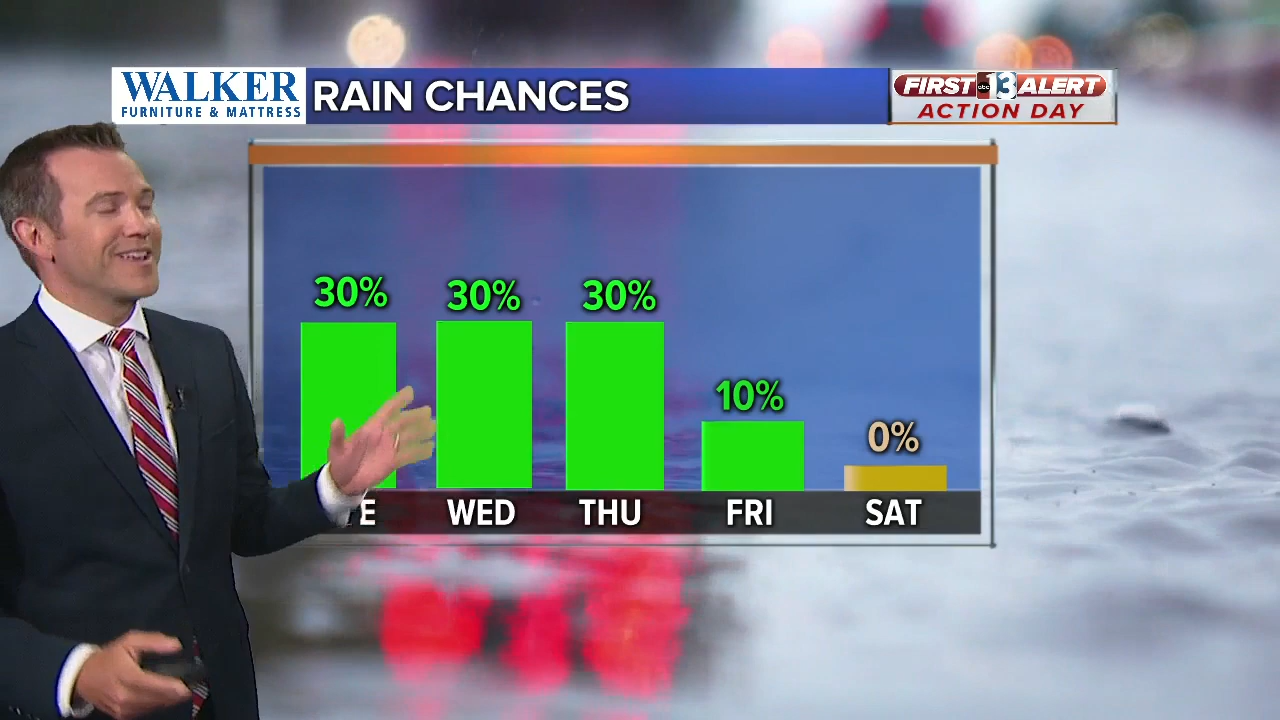 WALKER
FURNITURE & MATTRESS
RAIN CHANCES
FIRST abc 13 ALERT
ACTION DAY
30%
30%
30%
10%
0%
WED
THU
FRI
SAT